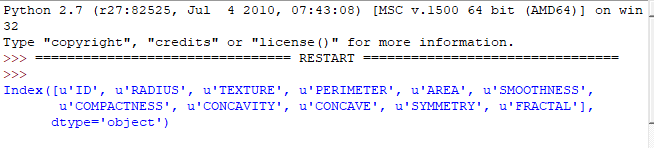 Python 2.7 (r27:82525, Jul  4 2010, 07:43:08) [MSC v.1500 64 bit (AMD64)] on win
32
Type "copyright", "credits" or "license()" for more information.
>>> ================================ RESTART ================================
>>>
Index([u'ID', u'RADIUS', u'TEXTURE', u'PERIMETER', u'AREA', u'SMOOTHNESS',
       u'COMPACTNESS', u'CONCAVITY', u'CONCAVE', u'SYMMETRY', u'FRACTAL'],
      dtype='object')